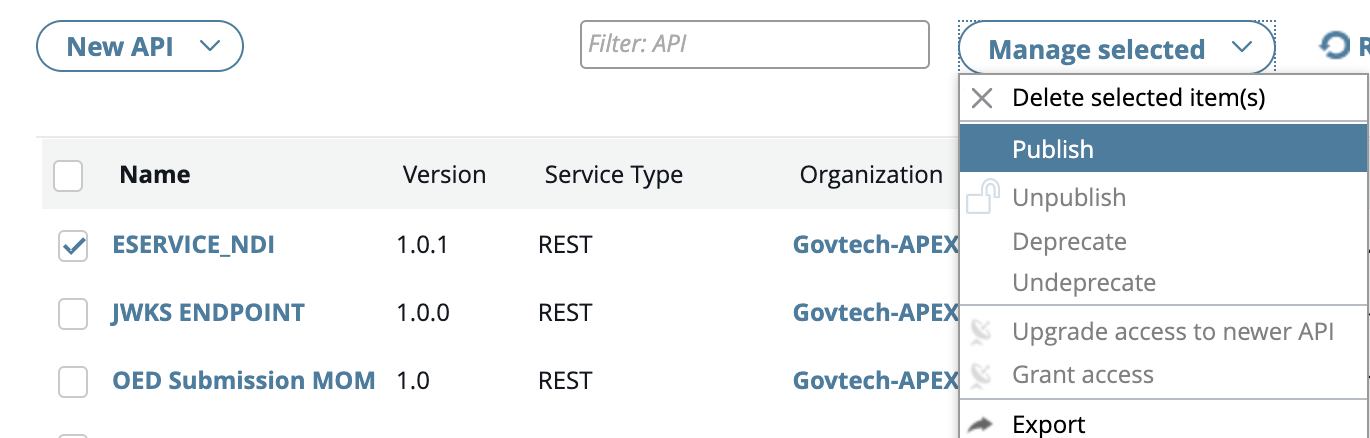 New API
Filter: API
Manage selected
R
Delete selected item(s)
Publish
Unpublish
Deprecate
Undeprecate
Upgrade access to newer API
Grant access
Export
Name Version Service Type Organization
ESERVICE_NDI 1.0.1 REST Govtech-APEX
JWKS ENDPOINT 1.0.0 REST Govtech-APEX
OED Submission MOM 1.0 REST Govtech-APEX